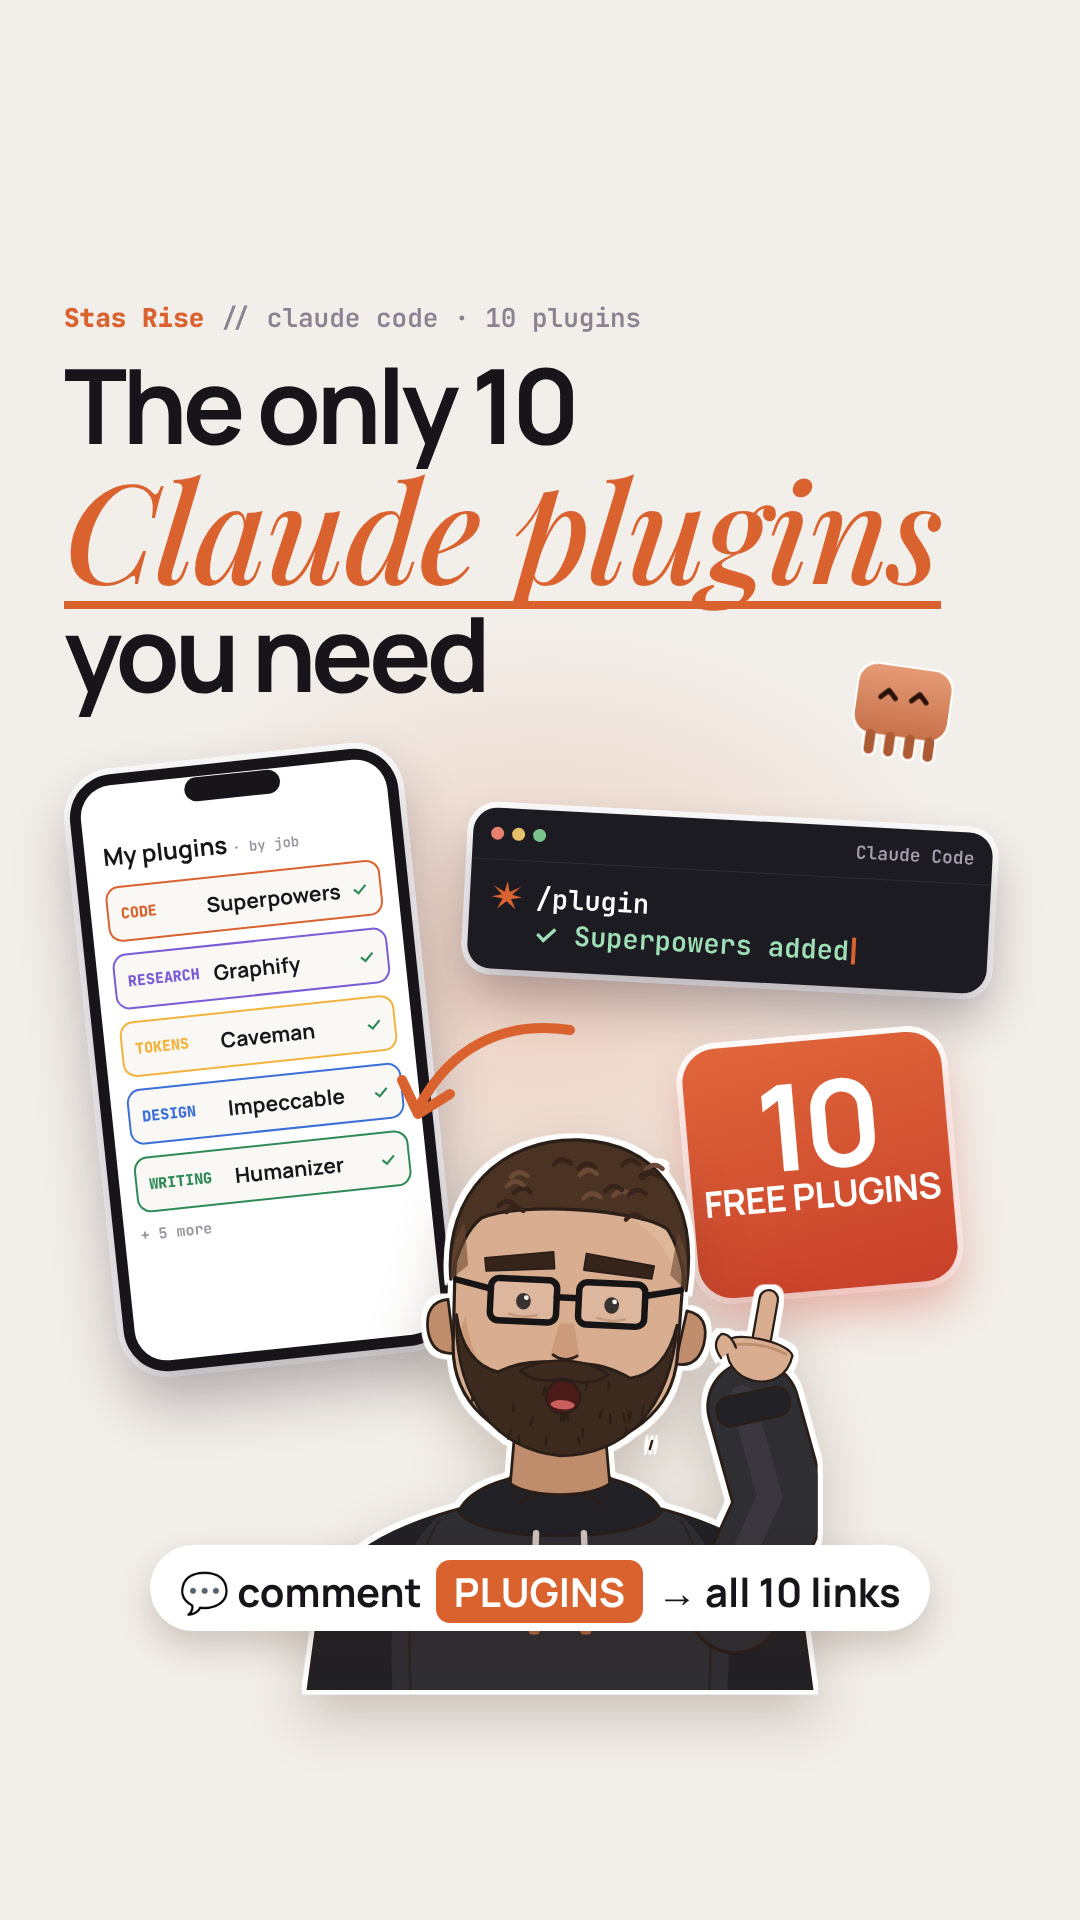 Stas Rise // claude code · 10 plugins
The only 10
Claude plugins
you need
My plugins · by job
CODE Superpowers ✓
RESEARCH Graphify ✓
TOKENS Caveman ✓
DESIGN Impeccable ✓
WRITING Humanizer ✓
+ 5 more
Claude Code
/plugin
✓ Superpowers added
10
FREE PLUGINS
💬 comment PLUGINS → all 10 links